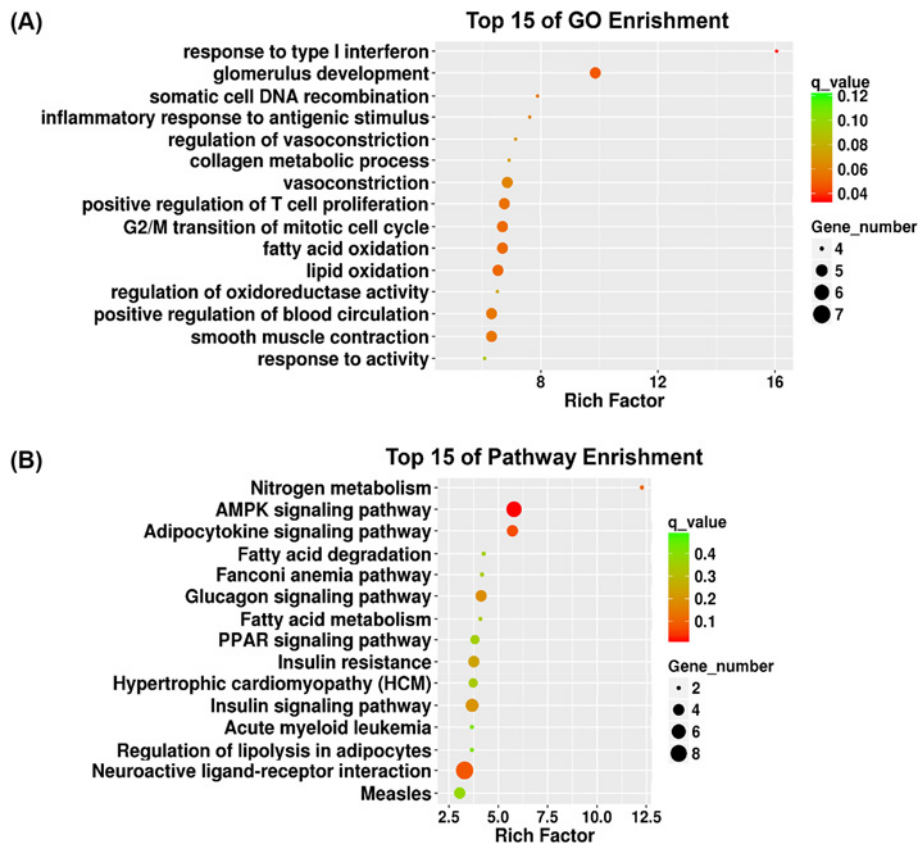 (A)
Top 15 of GO Enrishment
response to type I interferon
glomerulus development
somatic cell DNA recombination
inflammatory response to antigenic stimulus
regulation of vasoconstriction
collagen metabolic process
vasoconstriction
positive regulation of T cell proliferation
G2/M transition of mitotic cell cycle
fatty acid oxidation
lipid oxidation
regulation of oxidoreductase activity
positive regulation of blood circulation
smooth muscle contraction
response to activity
8 12 16
Rich Factor
q_value
0.12
0.10
0.08
0.06
0.04
Gene_number
4
5
6
7
(B)
Top 15 of Pathway Enrishment
Nitrogen metabolism
AMPK signaling pathway
Adipocytokine signaling pathway
Fatty acid degradation
Fanconi anemia pathway
Glucagon signaling pathway
Fatty acid metabolism
PPAR signaling pathway
Insulin resistance
Hypertrophic cardiomyopathy (HCM)
Insulin signaling pathway
Acute myeloid leukemia
Regulation of lipolysis in adipocytes
Neuroactive ligand-receptor interaction
Measles
2.5 5.0 7.5 10.0 12.5
Rich Factor
q_value
0.4
0.3
0.2
0.1
Gene_number
2
4
6
8